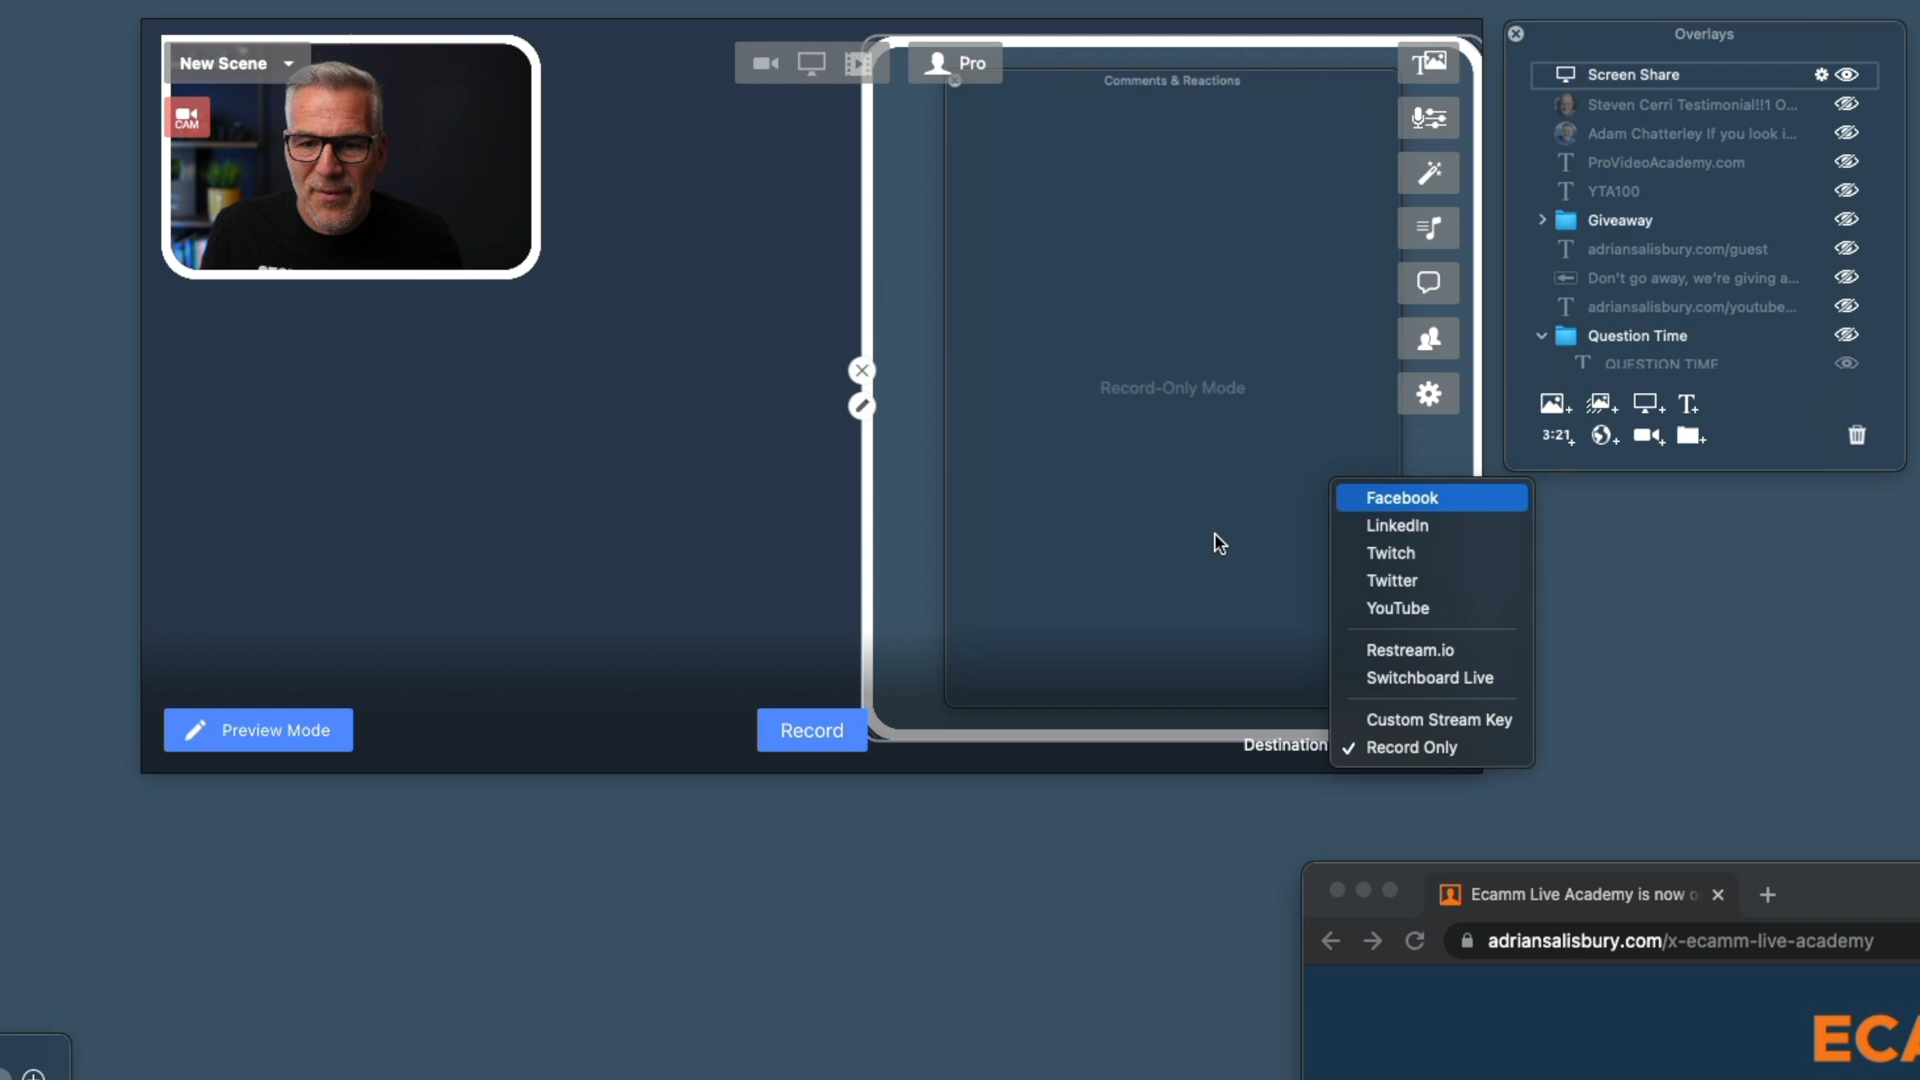 New Scene
CAM
Pro
Comments & Reactions
Record-Only Mode
Preview Mode
Record
Destination
Facebook
LinkedIn
Twitch
Twitter
YouTube
Restream.io
Switchboard Live
Custom Stream Key
Record Only
Overlays
Screen Share
Steven Cerri Testimonial!!1 O...
Adam Chatterley If you look i...
ProVideoAcademy.com
YTA100
Giveaway
adriansalisbury.com/guest
Don't go away, we're giving a...
adriansalisbury.com/youtube...
Question Time
QUESTION TIME
3:21
Ecamm Live Academy is now o
adriansalisbury.com/x-ecamm-live-academy
ECA